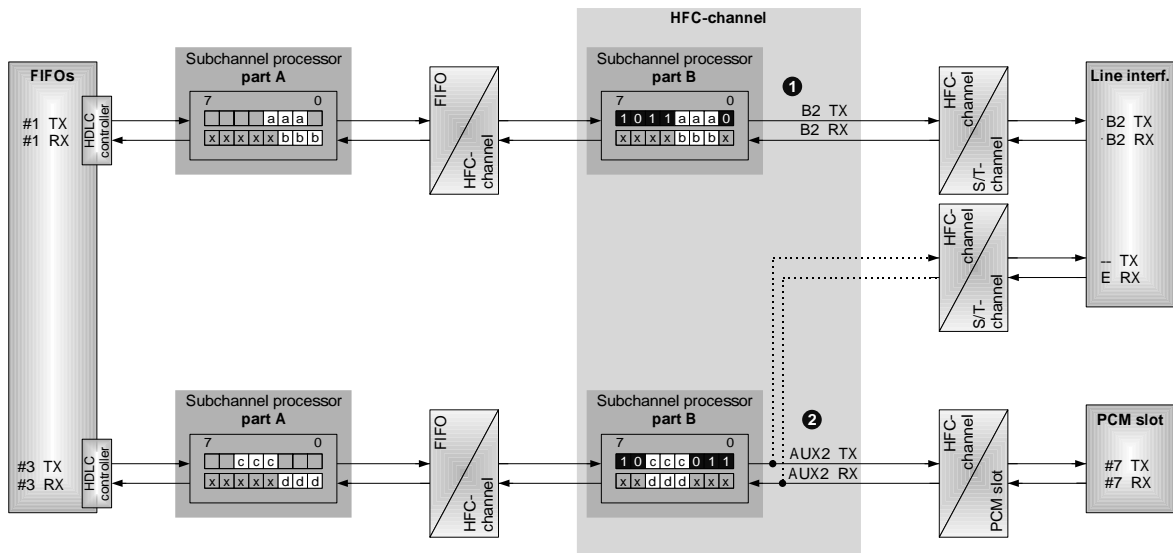 HFC-channel
FIFOs
#1 TX
#1 RX
HDLC
controller
Subchannel processor
part A
7 0
a a a
x x x x x b b b
FIFO
HFC-
channel
Subchannel processor
part B
7 0
1 0 1 1 a a a 0
x x x x b b b x
1
B2 TX
B2 RX
HFC-
channel
S/T-
channel
Line interf.
B2 TX
B2 RX
HFC-
channel
S/T-
channel
-- TX
E RX
#3 TX
#3 RX
HDLC
controller
Subchannel processor
part A
7 0
c c c
x x x x x d d d
FIFO
HFC-
channel
Subchannel processor
part B
7 0
1 0 c c c 0 1 1
x x d d d x x x
2
AUX2 TX
AUX2 RX
HFC-
channel
PCM slot
PCM slot
#7 TX
#7 RX